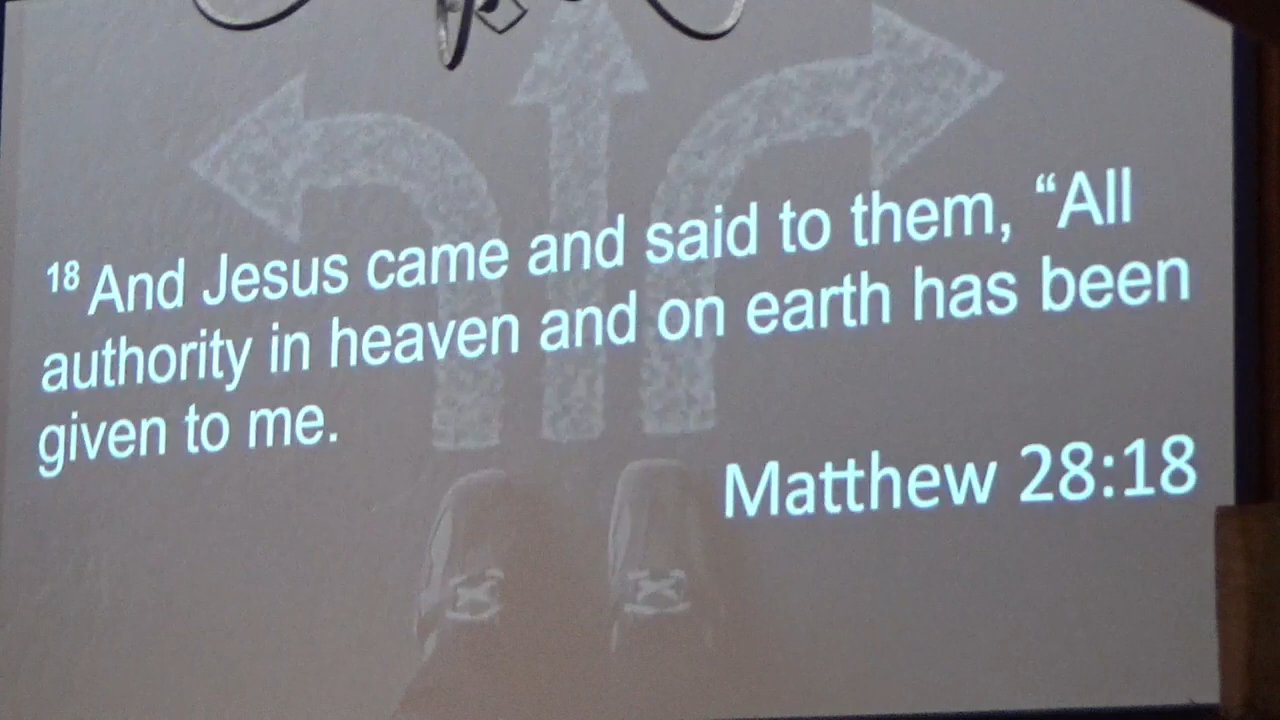 18 And Jesus came and said to them, “All
authority in heaven and on earth has been
given to me.
Matthew 28:18